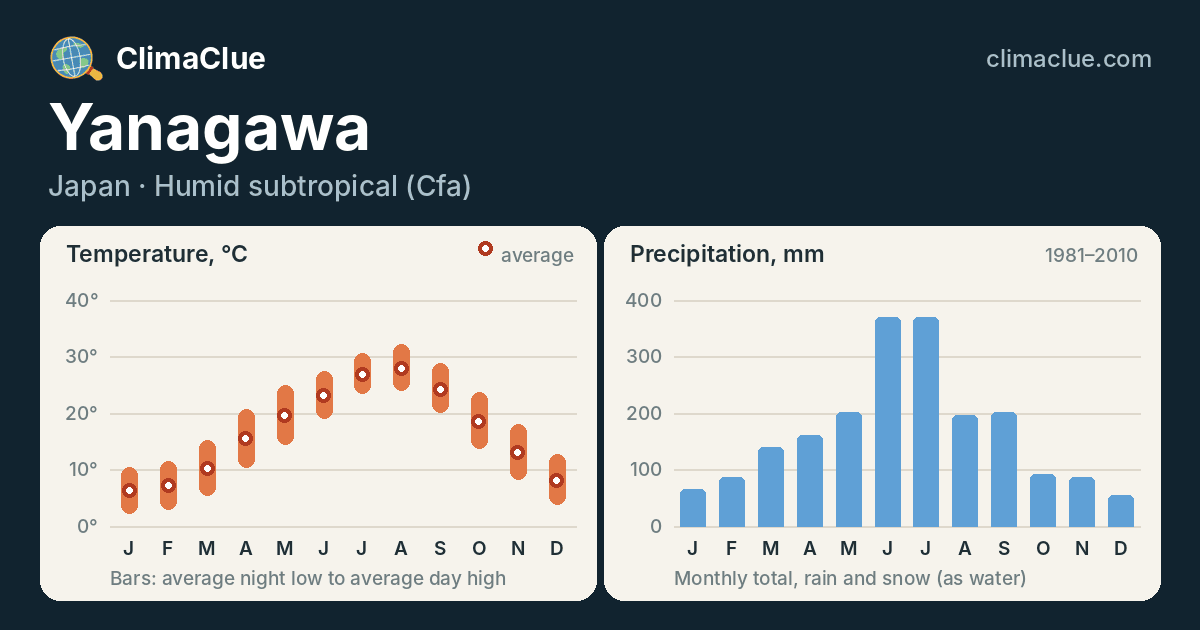 ClimaClue
climaclue.com
Yanagawa
Japan · Humid subtropical (Cfa)
Temperature, °C
average
40°
30°
20°
10°
0°
J F M A M J J A S O N D
Bars: average night low to average day high
Precipitation, mm
1981–2010
400
300
200
100
0
J F M A M J J A S O N D
Monthly total, rain and snow (as water)